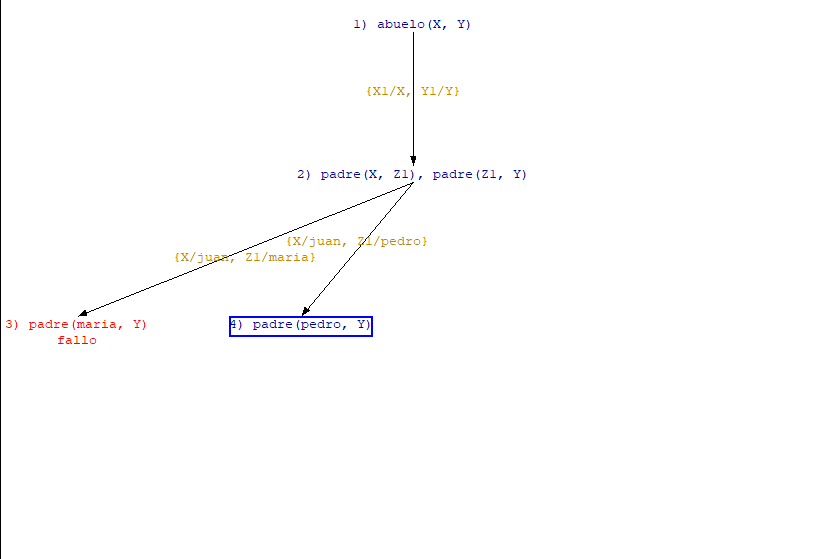 1) abuelo(X, Y)
{X1/X, Y1/Y}
2) padre(X, Z1), padre(Z1, Y)
{X/juan, Z1/pedro}
{X/juan, Z1/maria}
3) padre(maria, Y)
fallo
4) padre(pedro, Y)